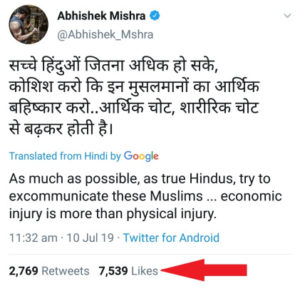 Abhishek Mishra
@Abhishek_Mshra
सच्चे हिंदुओं जितना अधिक हो सके,
कोशिश करो कि इन मुसलमानों का आर्थिक
बहिष्कार करो..आर्थिक चोट, शारीरिक चोट
से बढ़कर होती है।
Translated from Hindi by Google
As much as possible, as true Hindus, try to
excommunicate these Muslims ... economic
injury is more than physical injury.
11:32 am · 10 Jul 19 · Twitter for Android
2,769 Retweets 7,539 Likes